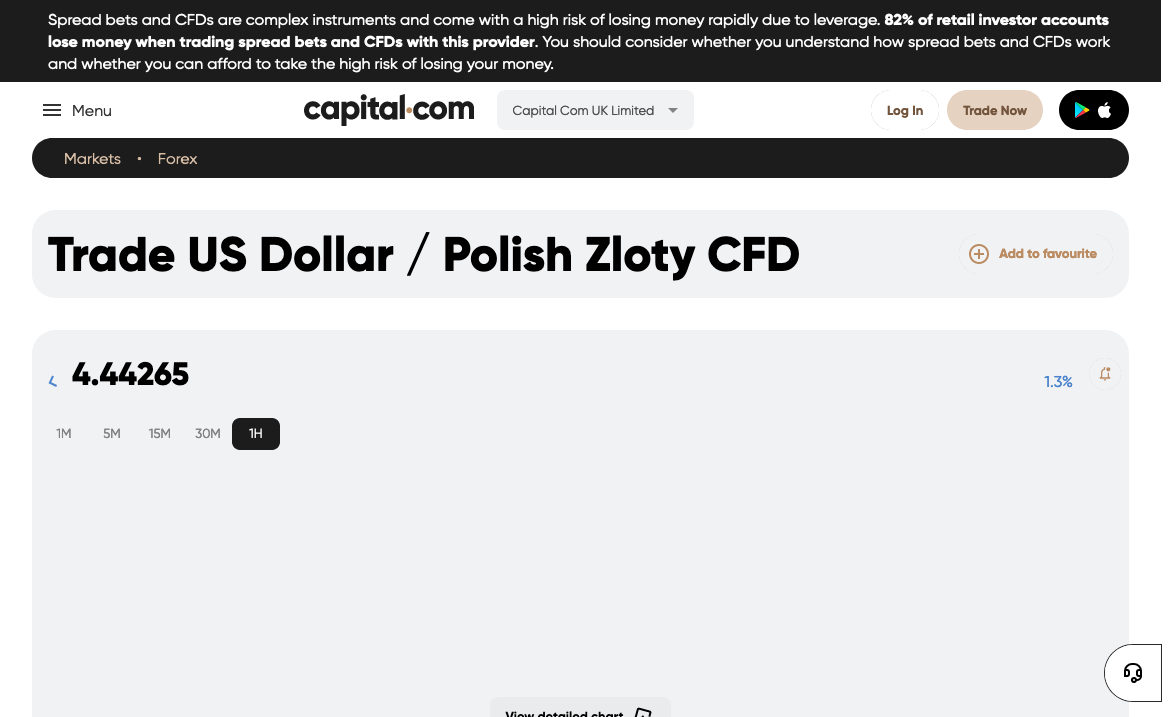 Spread bets and CFDs are complex instruments and come with a high risk of losing money rapidly due to leverage. 82% of retail investor accounts
lose money when trading spread bets and CFDs with this provider. You should consider whether you understand how spread bets and CFDs work
and whether you can afford to take the high risk of losing your money.
Menu
capital.com
Capital Com UK Limited
Log In
Trade Now
Markets • Forex
Trade US Dollar / Polish Zloty CFD
Add to favourite
4.44265
1.3%
1M 5M 15M 30M 1H
View detailed chart